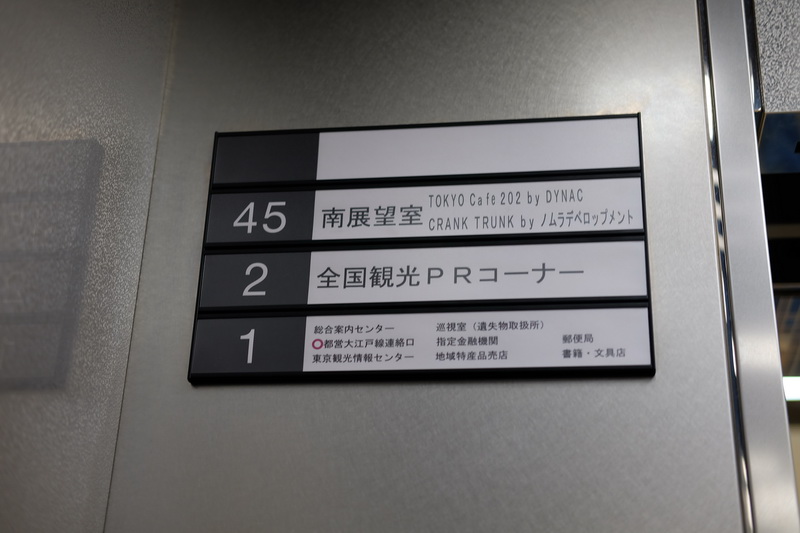 45 南展望室 TOKYO Cafe 202 by DYNAC
CRANK TRUNK by ノムラデベロップメント
2 全国観光PRコーナー
1 総合案内センター 巡視室（遺失物取扱所）
都営大江戸線連絡口 指定金融機関 郵便局
東京観光情報センター 地域特産品売店 書籍・文具店